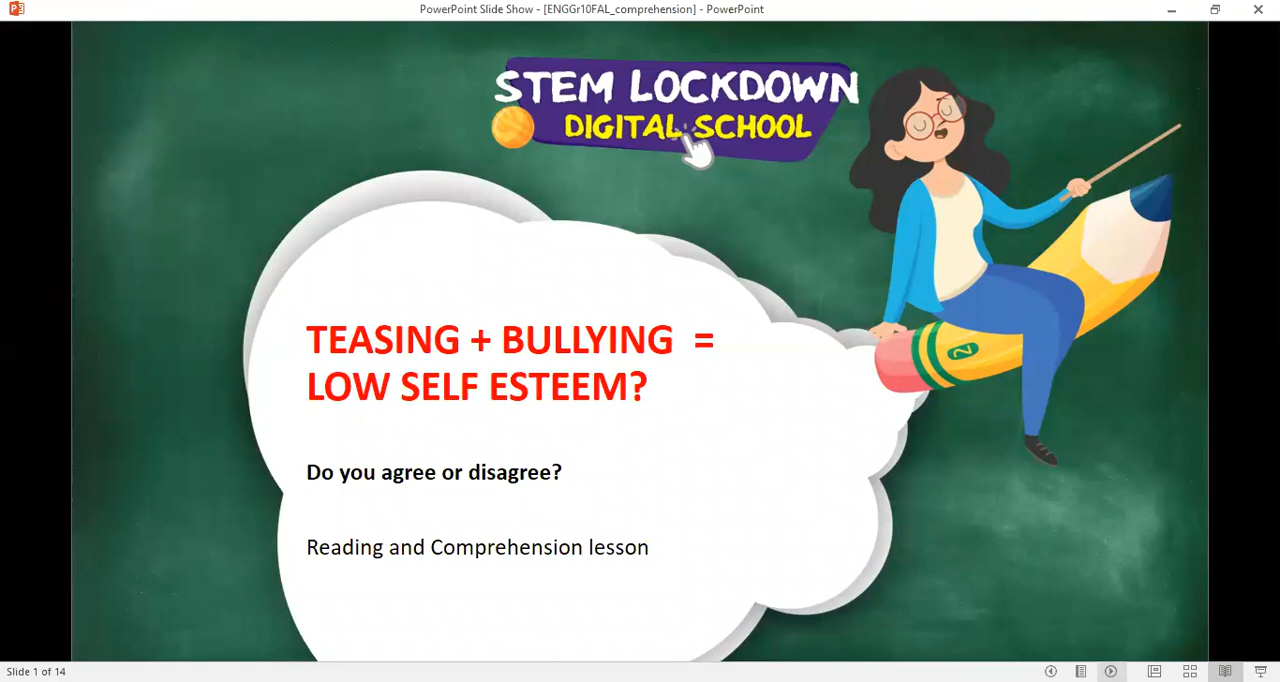 PowerPoint Slide Show - [ENGGr10FAL_comprehension] - PowerPoint
STEM LOCKDOWN
DIGITAL SCHOOL
TEASING + BULLYING =
LOW SELF ESTEEM?
Do you agree or disagree?
Reading and Comprehension lesson
2
Slide 1 of 14